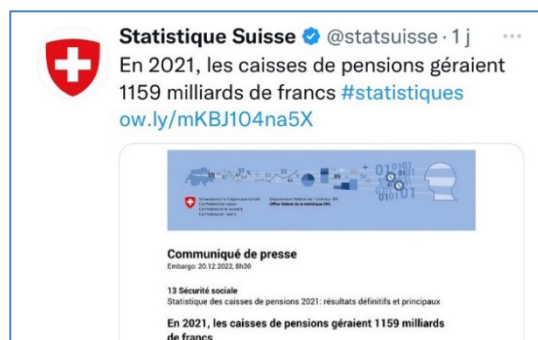 Statistique Suisse @statsuisse · 1 j ...
En 2021, les caisses de pensions géraient
1159 milliards de francs #statistiques
ow.ly/mKBJ104na5X
Communiqué de presse
Embargo: 20.12.2022, 8h30
13 Sécurité sociale
Statistique des caisses de pensions 2021: résultats définitifs et principaux
En 2021, les caisses de pensions géraient 1159 milliards
de francs